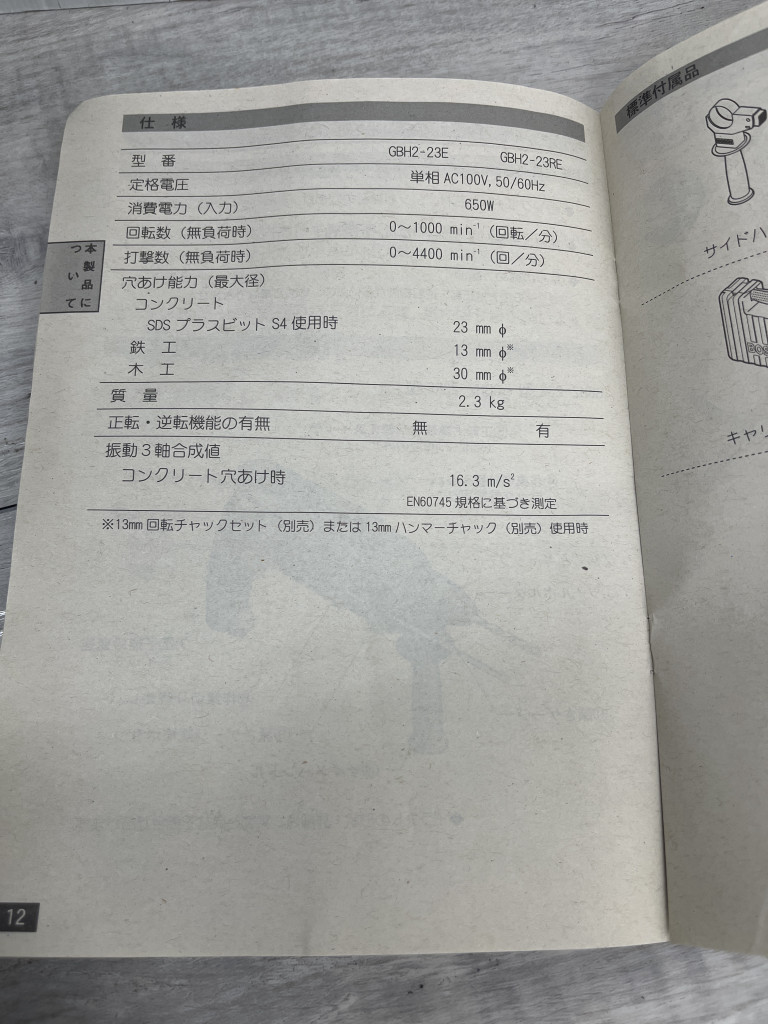 仕 様
型 番 GBH2-23E GBH2-23RE
定格電圧 単相 AC100V, 50/60Hz
消費電力（入力） 650W
回転数（無負荷時） 0～1000 min⁻¹（回転／分）
打撃数（無負荷時） 0～4400 min⁻¹（回／分）
穴あけ能力（最大径）
コンクリート
SDS プラスビット S4 使用時 23 mm φ
鉄 工 13 mm φ※
木 工 30 mm φ※
質 量 2.3 kg
正転・逆転機能の有無 無 有
振動３軸合成値
コンクリート穴あけ時 16.3 m/s²
EN60745 規格に基づき測定
※13mm 回転チャックセット（別売）または 13mm ハンマーチャック（別売）使用時
本製品に
ついて
12
標準付属品
サイドハ
キャリ